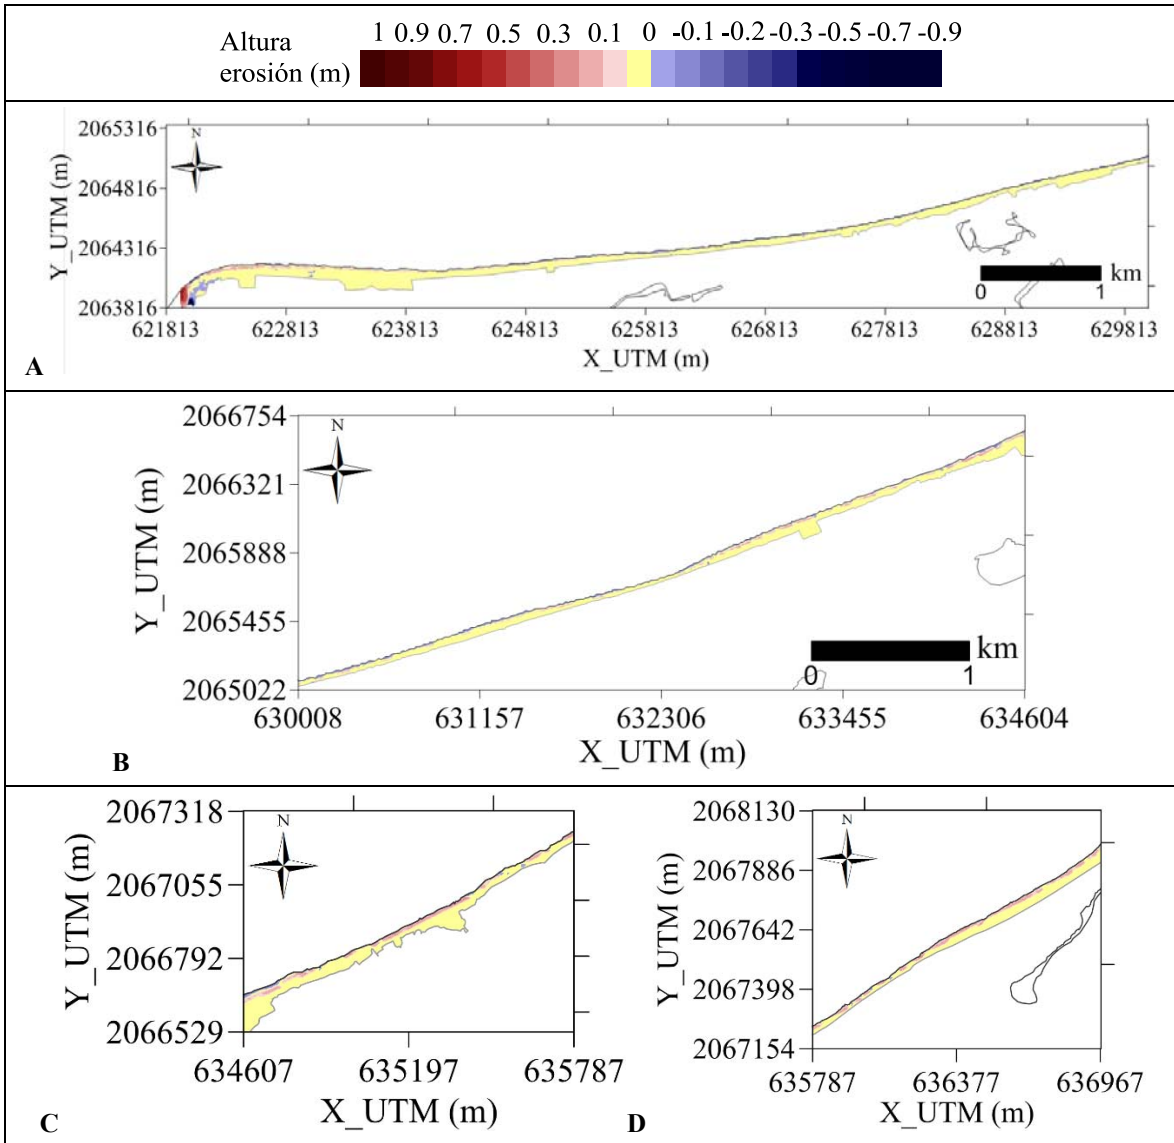 Altura
erosión (m)
1 0.9 0.7 0.5 0.3 0.1 0 -0.1 -0.2 -0.3 -0.5 -0.7 -0.9
2065316
2064816
2064316
2063816
Y_UTM (m)
N
km
0 1
621813 622813 623813 624813 625813 626813 627813 628813 629813
X_UTM (m)
A
2066754
2066321
2065888
2065455
2065022
Y_UTM (m)
N
km
0 1
630008 631157 632306 633455 634604
X_UTM (m)
B
2067318
2067055
2066792
2066529
Y_UTM (m)
N
634607 635197 635787
X_UTM (m)
C
2068130
2067886
2067642
2067398
2067154
Y_UTM (m)
N
635787 636377 636967
X_UTM (m)
D